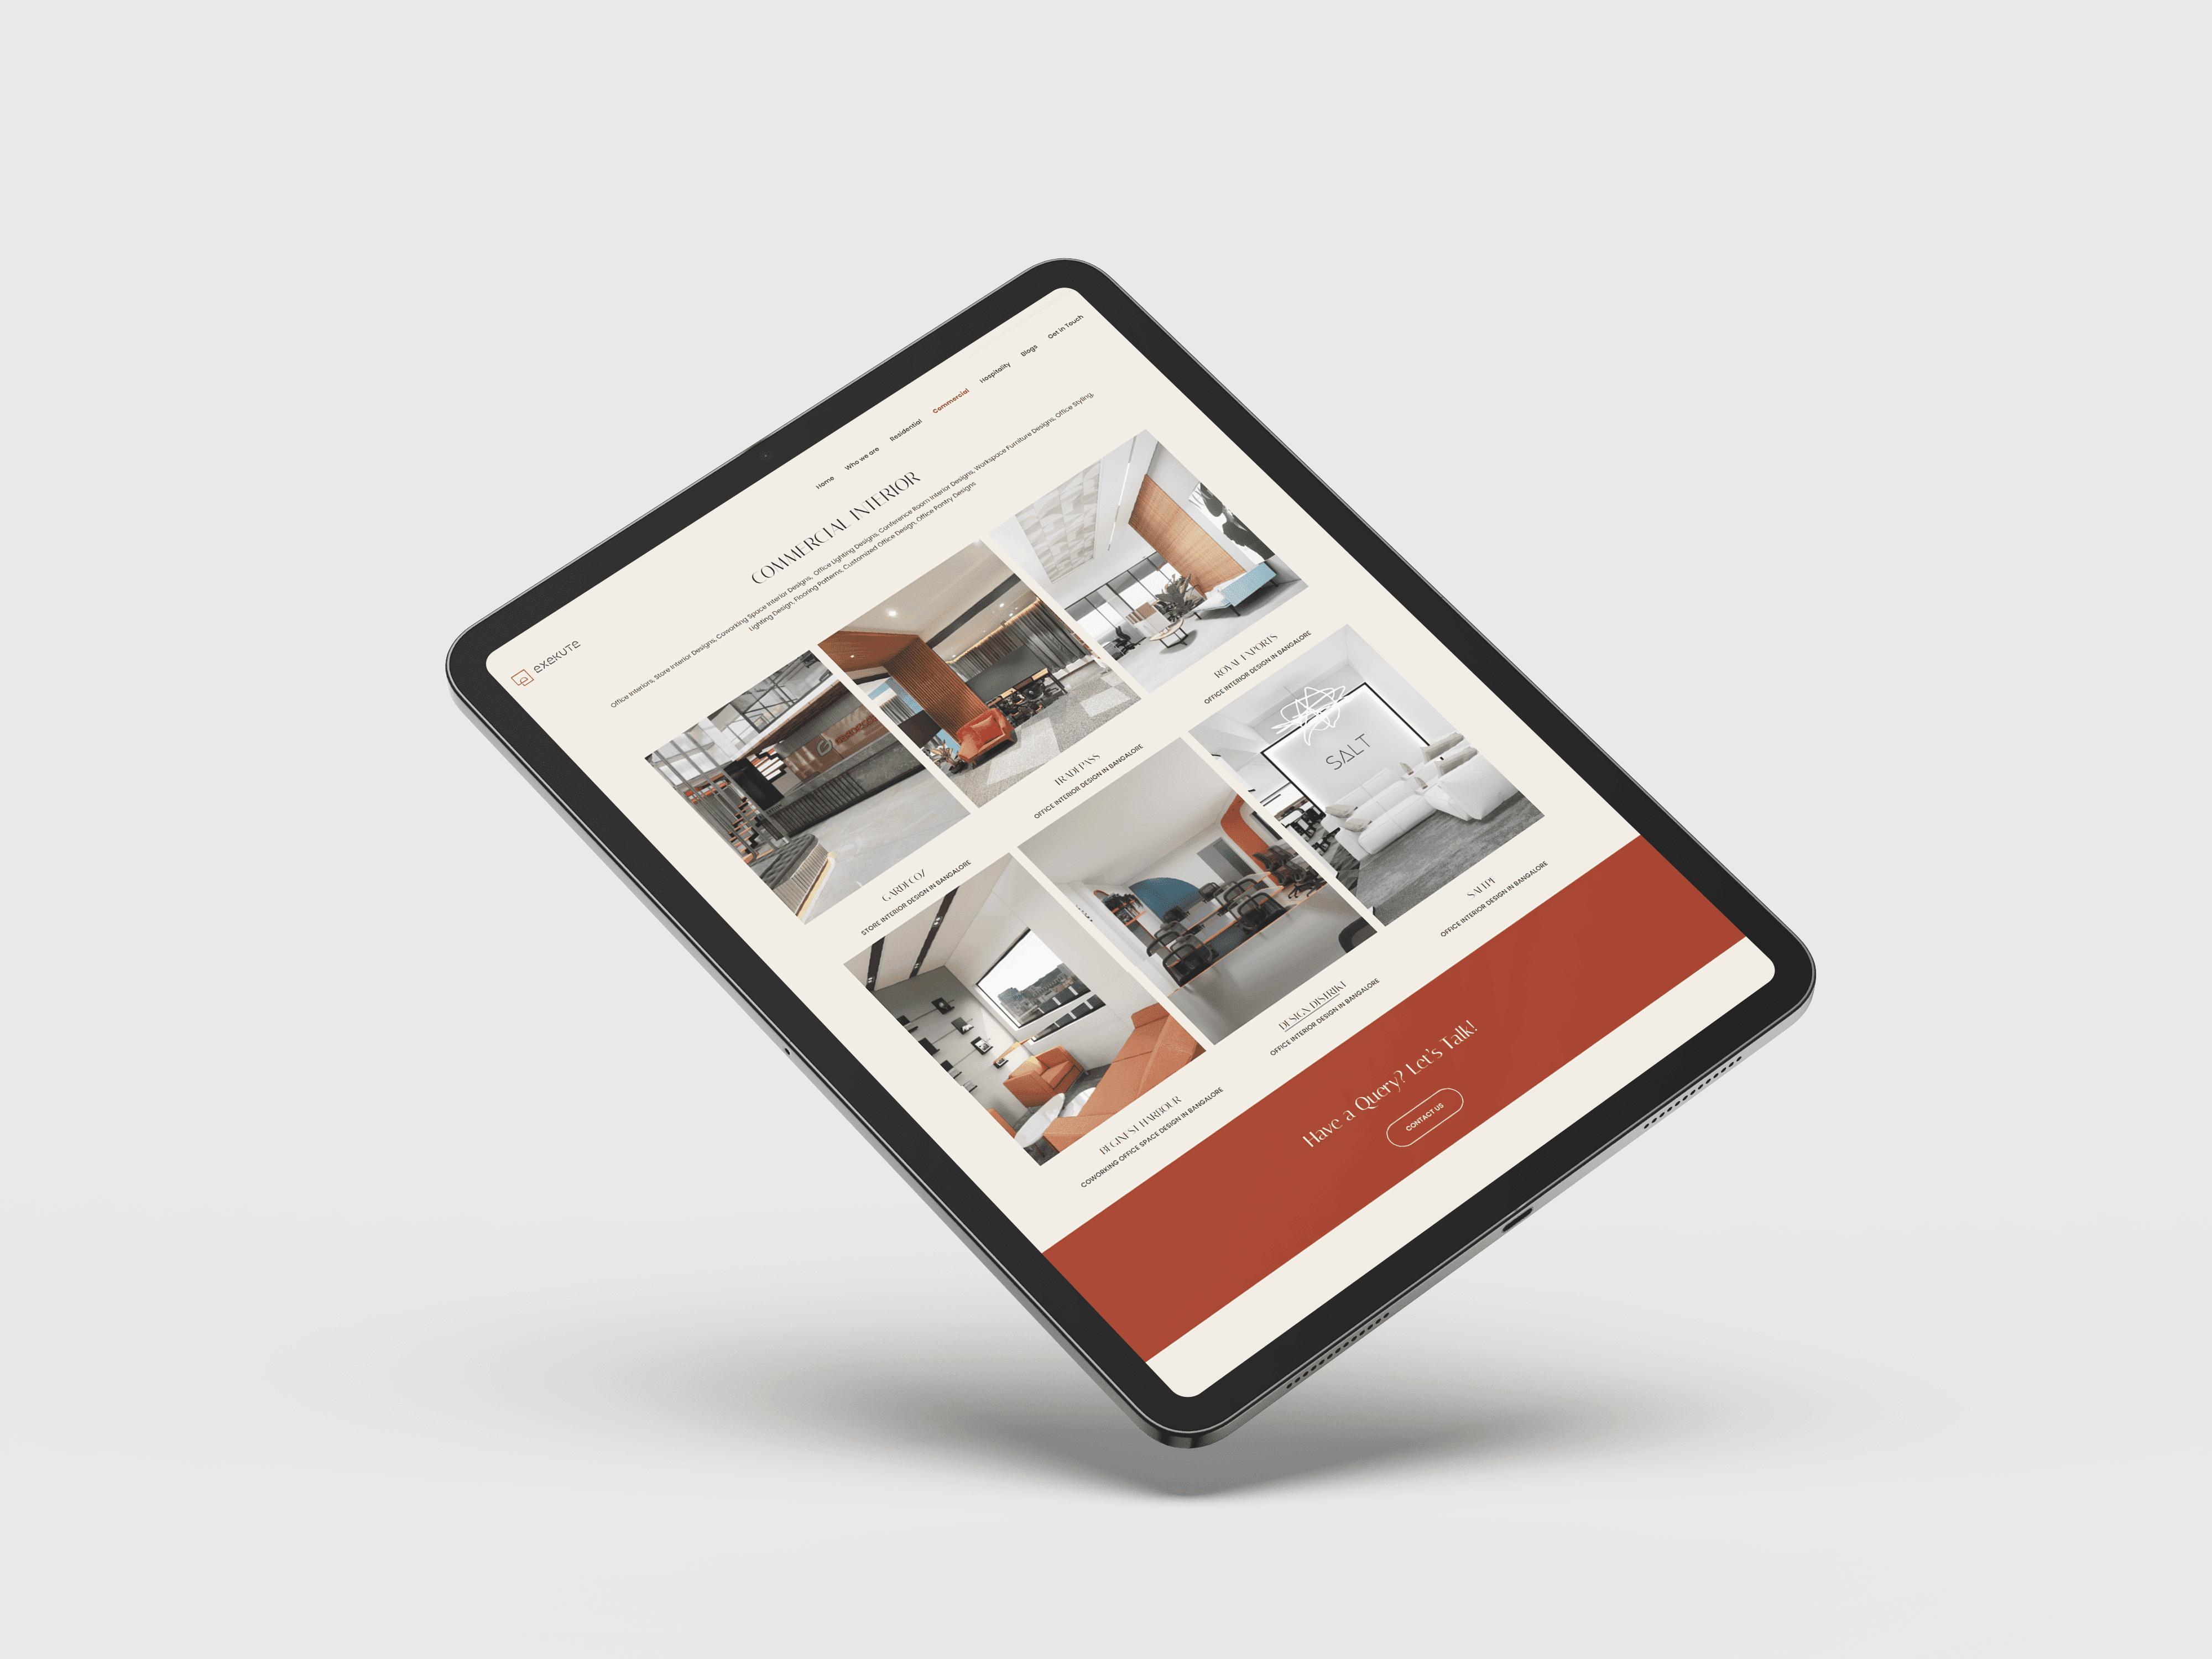 exekute
Home Who we are Residential Commercial Hospitality Blogs Get in Touch
COMMERCIAL INTERIOR
Office Interiors, Store Interior Designs, Coworking Space Interior Designs, Office Lighting Designs, Conference Room Interior Designs, Workspace Furniture Designs, Office Styling,
Lighting Design, Flooring Patterns, Customized Office Design, Office Pantry Designs
CARDECOZ
STORE INTERIOR DESIGN IN BANGALORE
TRADEPASS
OFFICE INTERIOR DESIGN IN BANGALORE
ROYAL EXPORTS
OFFICE INTERIOR DESIGN IN BANGALORE
SALT
BEGINEST HARBOUR
COWORKING OFFICE SPACE DESIGN IN BANGALORE
DESIGN DISTRIKT
OFFICE INTERIOR DESIGN IN BANGALORE
OFFICE INTERIOR DESIGN IN BANGALORE
Have a Query? Let's Talk!
CONTACT US